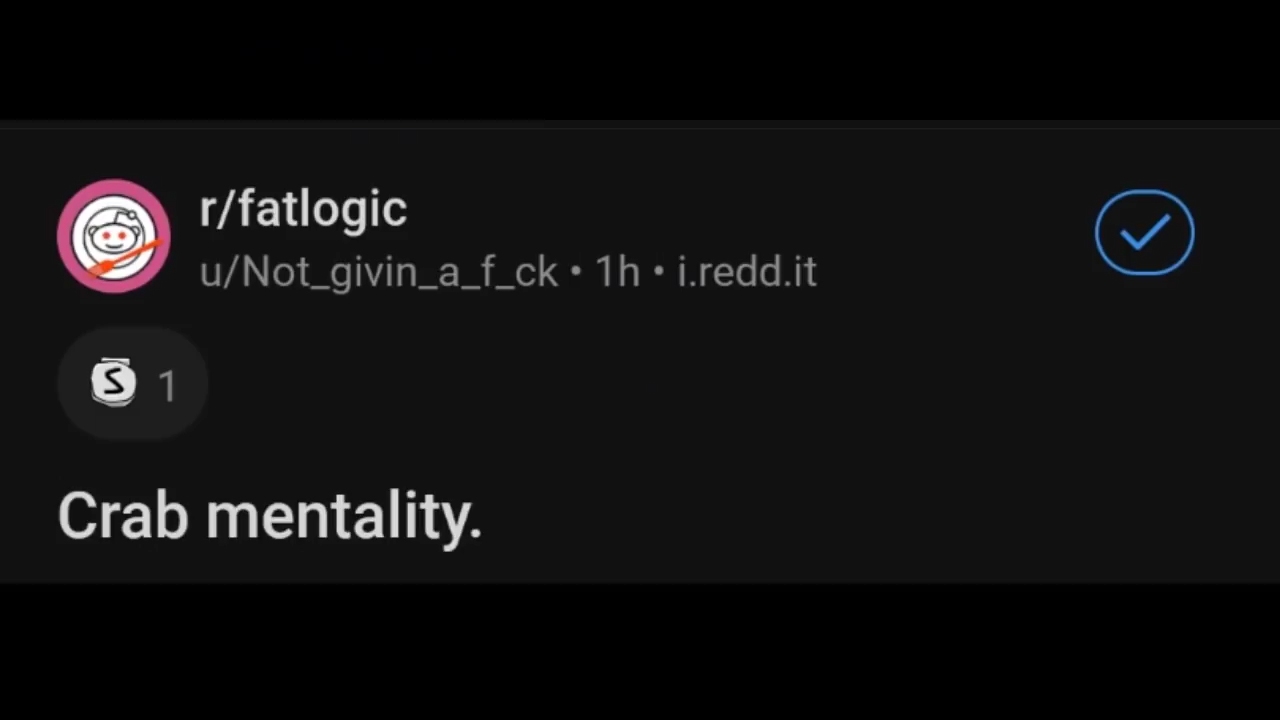 r/fatlogic
u/Not_givin_a_f_ck • 1h • i.redd.it
S 1
Crab mentality.